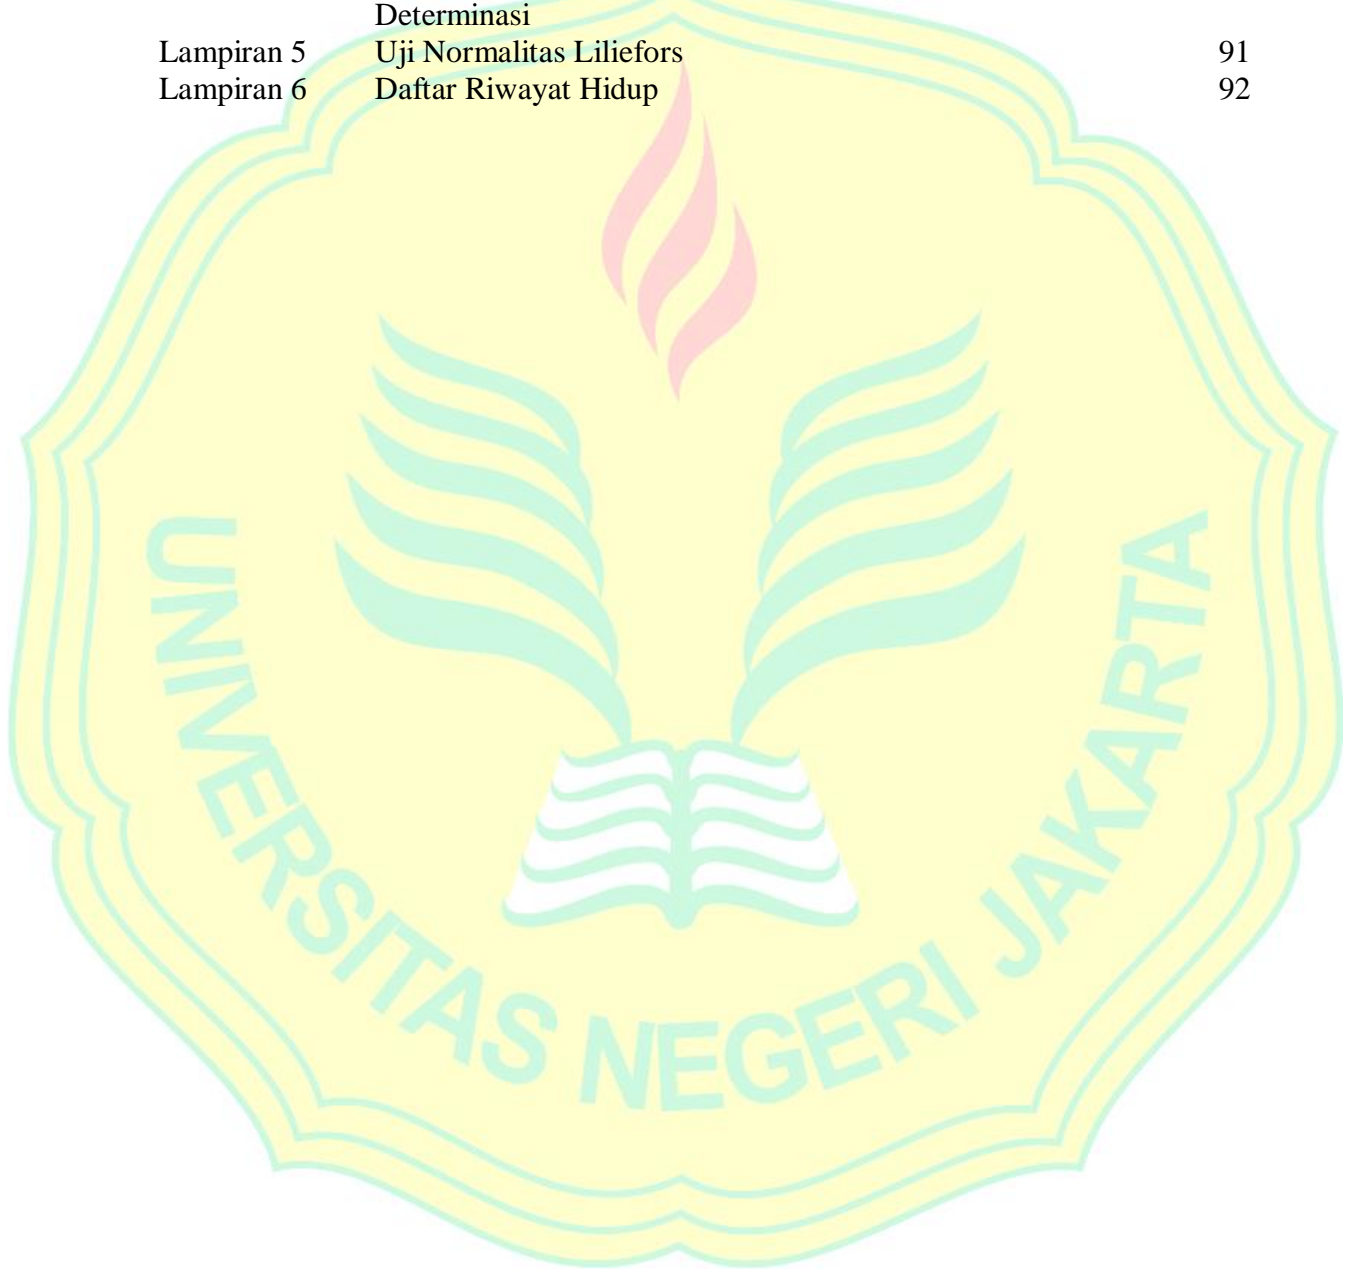 Determinasi
Lampiran 5 Uji Normalitas Liliefors 91
Lampiran 6 Daftar Riwayat Hidup 92
UNIVERSITAS NEGERI JAKARTA